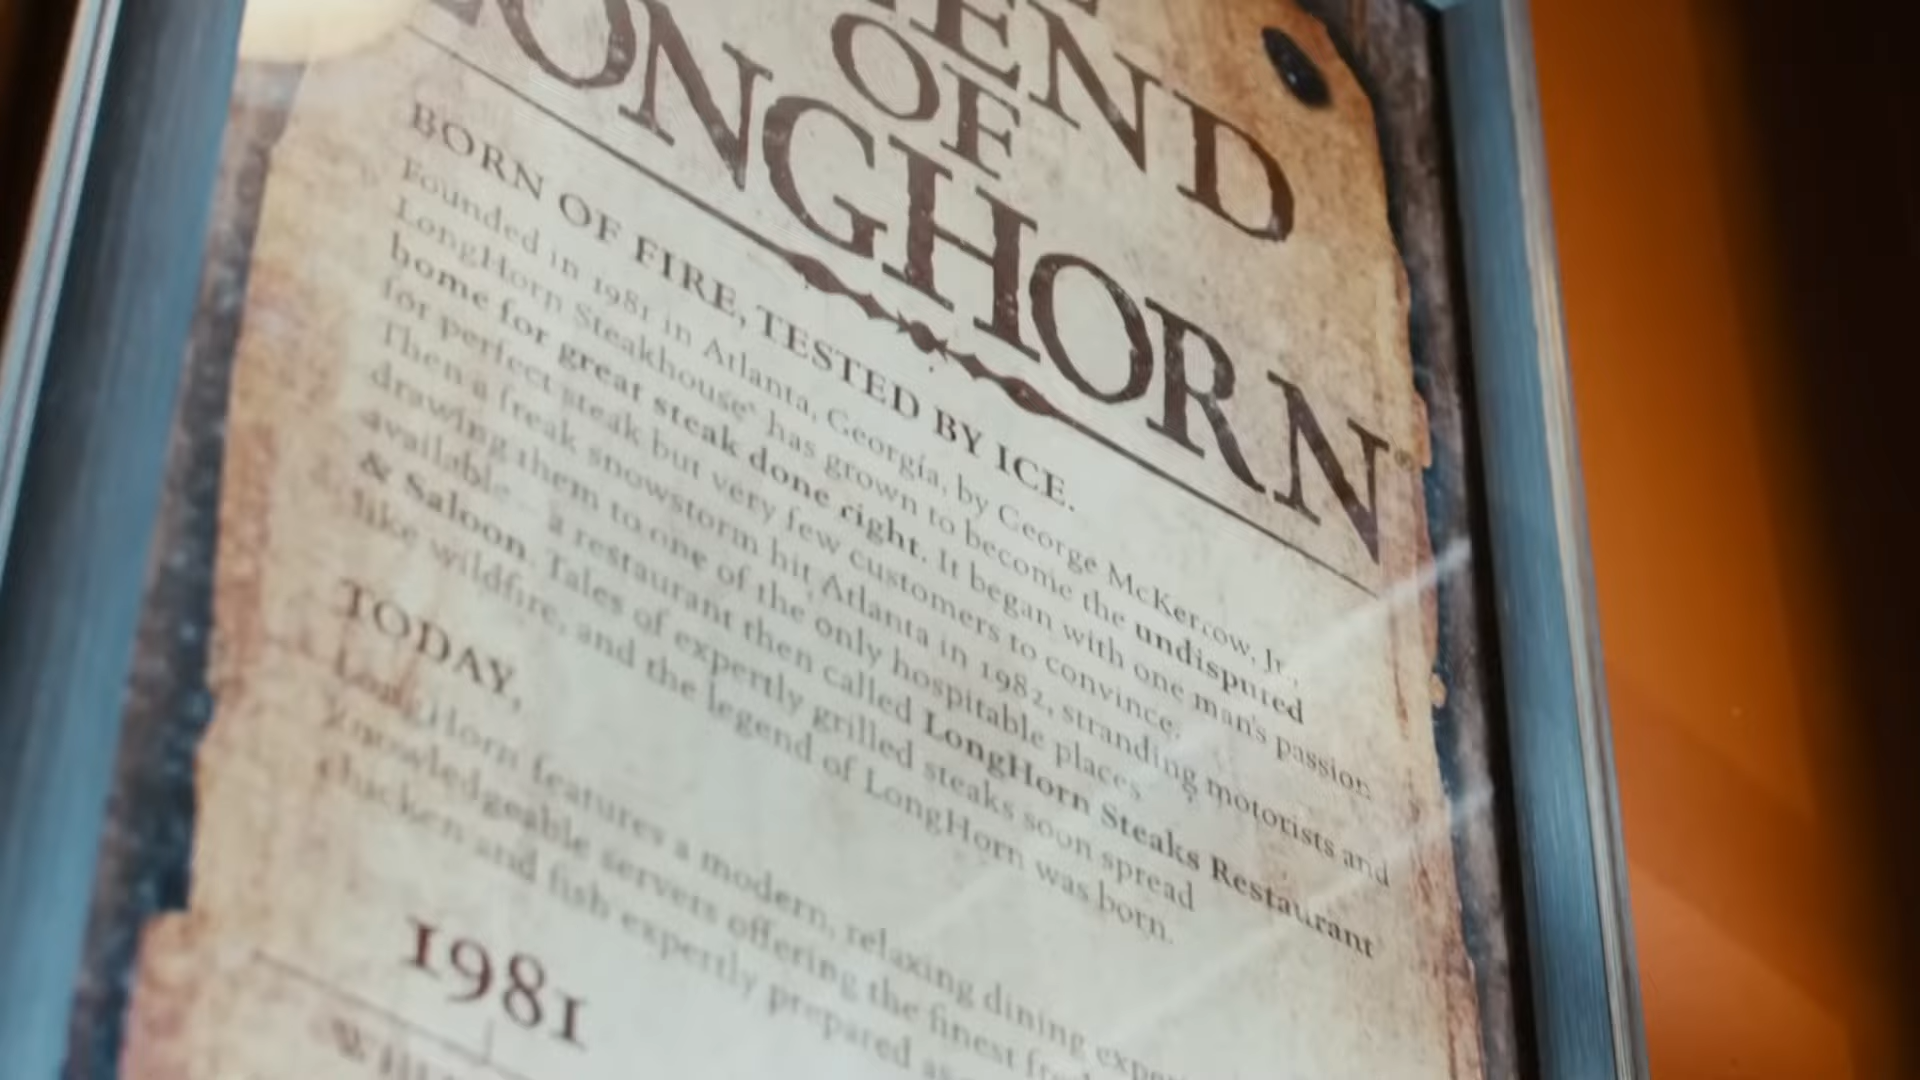 END
OF
LONGHORN®
BORN OF FIRE, TESTED BY ICE.
Founded in 1981 in Atlanta, Georgia, by George McKerrow, Jr.,
LongHorn Steakhouse® has grown to become the undisputed
home for great steak done right. It began with one man's passion
for perfect steak but very few customers to convince.
Then a freak snowstorm hit Atlanta in 1982, stranding motorists and
drawing them to one of the only hospitable places
available – a restaurant then called LongHorn Steaks Restaurant
& Saloon. Tales of expertly grilled steaks soon spread
like wildfire, and the legend of LongHorn was born.
TODAY,
LongHorn features a modern, relaxing dining
knowledgeable servers offering the finest
chicken and fish expertly prepared
1981